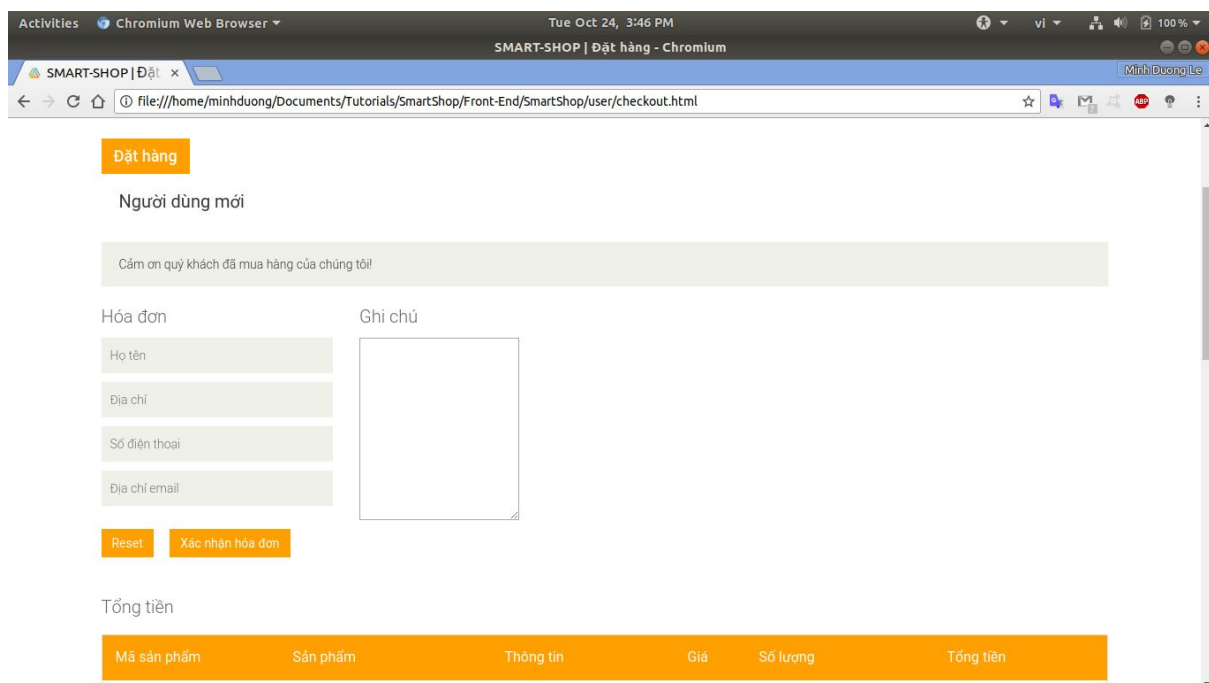 Activities Chromium Web Browser Tue Oct 24, 3:46 PM vi 100 %
SMART-SHOP | Đặt hàng - Chromium
SMART-SHOP | Đặt Minh Duong Le
file:///home/minhduong/Documents/Tutorials/SmartShop/Front-End/SmartShop/user/checkout.html ABP
Đặt hàng
Người dùng mới
Cảm ơn quý khách đã mua hàng của chúng tôi!
Hóa đơn Ghi chú
Họ tên
Địa chỉ
Số điện thoại
Địa chỉ email
Reset Xác nhận hóa đơn
Tổng tiền
Mã sản phẩm Sản phẩm Thông tin Giá Số lượng Tổng tiền